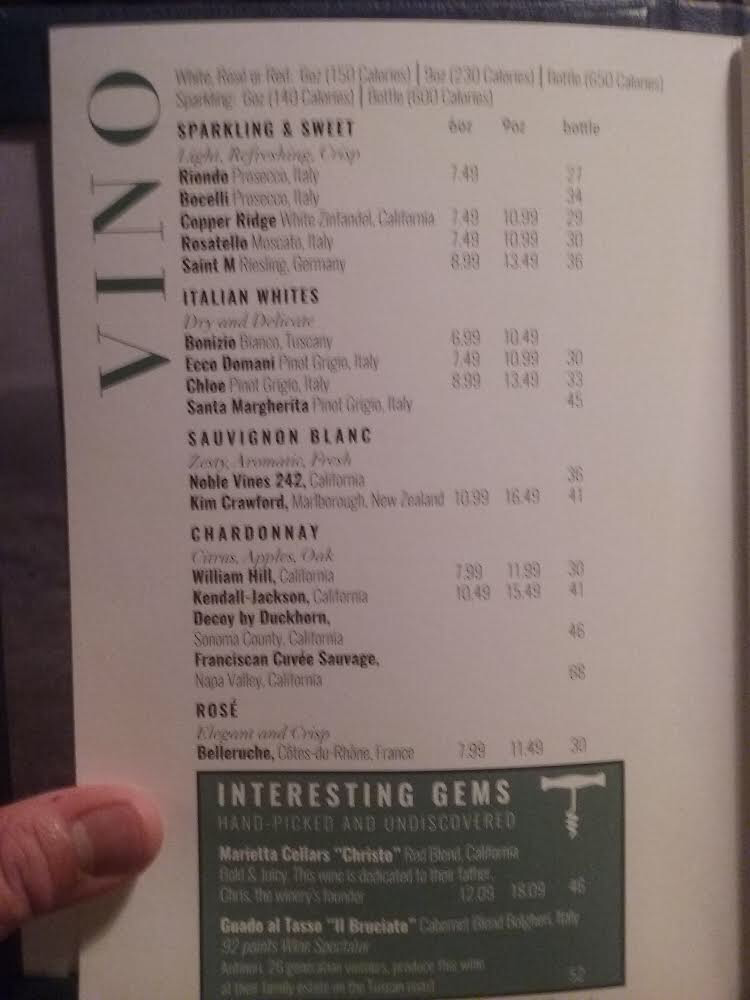 VINO
White, Rosé or Red: 6oz (150 Calories) | 9oz (230 Calories) | Bottle (650 Calories)
Sparkling: 6oz (140 Calories) | Bottle (600 Calories)
SPARKLING & SWEET 6oz 9oz bottle
Light, Refreshing, Crisp
Riondo Prosecco, Italy 7.49 27
Bocelli Prosecco, Italy 34
Copper Ridge White Zinfandel, California 7.49 10.99 29
Rosatello Moscato, Italy 7.49 10.99 30
Saint M Riesling, Germany 8.99 13.49 36
ITALIAN WHITES
Dry and Delicate
Bonizio Bianco, Tuscany 6.99 10.49
Ecco Domani Pinot Grigio, Italy 7.49 10.99 30
Chloe Pinot Grigio, Italy 8.99 13.49 33
Santa Margherita Pinot Grigio, Italy 45
SAUVIGNON BLANC
Zesty, Aromatic, Fresh
Noble Vines 242, California 36
Kim Crawford, Marlborough, New Zealand 10.99 16.49 41
CHARDONNAY
Citrus, Apples, Oak
William Hill, California 7.99 11.99 30
Kendall-Jackson, California 10.49 15.49 41
Decoy by Duckhorn,
Sonoma County, California 46
Franciscan Cuvée Sauvage,
Napa Valley, California 68
ROSÉ
Elegant and Crisp
Belleruche, Côtes-du-Rhône, France 7.99 11.49 30
INTERESTING GEMS
HAND-PICKED AND UNDISCOVERED
Marietta Cellars "Christo" Red Blend, California
Bold & Juicy. This wine is dedicated to their father,
Chris, the winery's founder 12.09 18.09 46
Guado al Tasso "Il Bruciato" Cabernet Blend Bolgheri, Italy
92 points Wine Spectator
Antinori, 26 generation vintners, produce this wine
at their family estate on the Tuscan coast 52